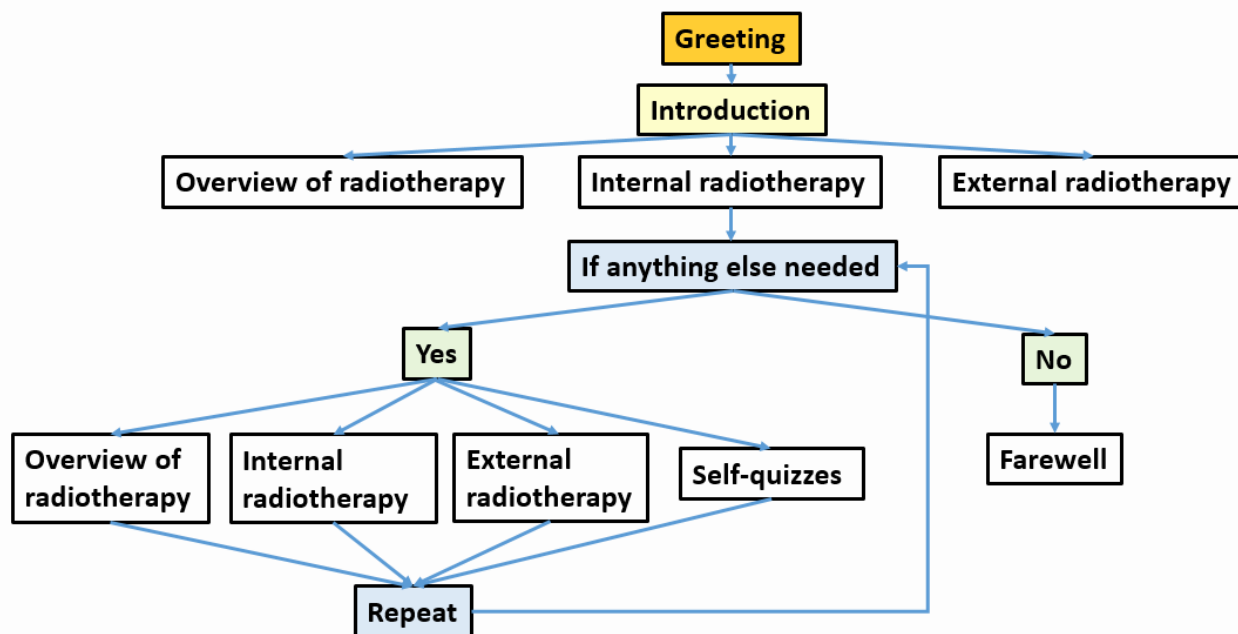 Greeting
Introduction
Overview of radiotherapy
Internal radiotherapy
External radiotherapy
If anything else needed
Yes
No
Overview of
radiotherapy
Internal
radiotherapy
External
radiotherapy
Self-quizzes
Farewell
Repeat